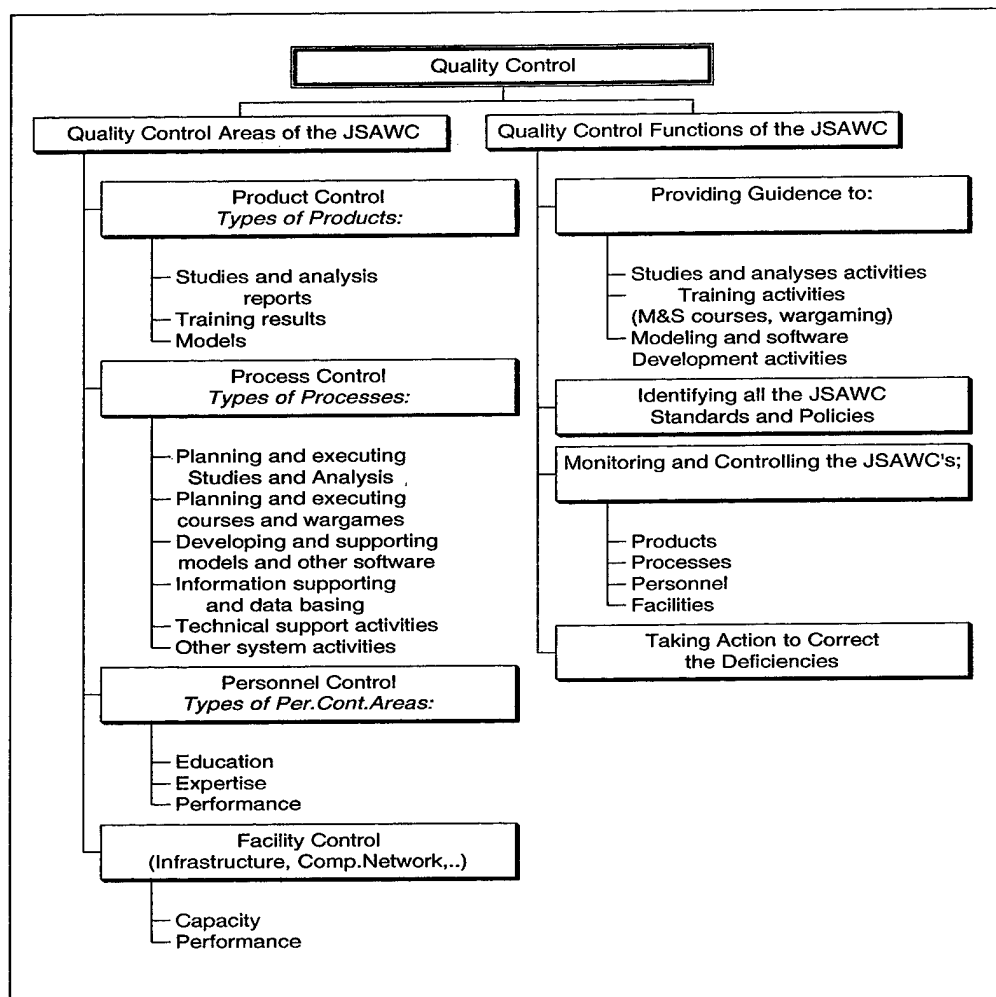 Quality Control
Quality Control Areas of the JSAWC
Quality Control Functions of the JSAWC
Product Control
Types of Products:
Studies and analysis
reports
Training results
Models
Process Control
Types of Processes:
Planning and executing
Studies and Analysis
Planning and executing
courses and wargames
Developing and supporting
models and other software
Information supporting
and data basing
Technical support activities
Other system activities
Personnel Control
Types of Per.Cont.Areas:
Education
Expertise
Performance
Facility Control
(Infrastructure, Comp.Network,..)
Capacity
Performance
Providing Guidence to:
Studies and analyses activities
Training activities
(M&S courses, wargaming)
Modeling and software
Development activities
Identifying all the JSAWC
Standards and Policies
Monitoring and Controlling the JSAWC's;
Products
Processes
Personnel
Facilities
Taking Action to Correct
the Deficiencies